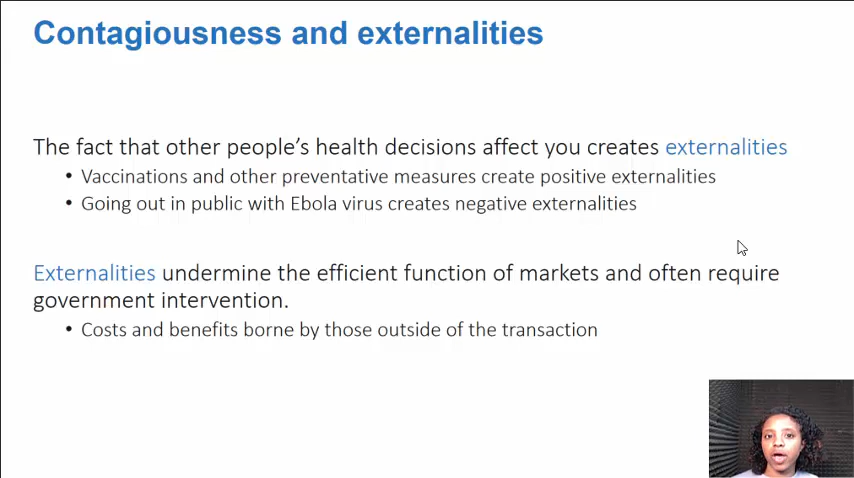 Contagiousness and externalities
The fact that other people's health decisions affect you creates externalities
• Vaccinations and other preventative measures create positive externalities
• Going out in public with Ebola virus creates negative externalities
Externalities undermine the efficient function of markets and often require
government intervention.
• Costs and benefits borne by those outside of the transaction